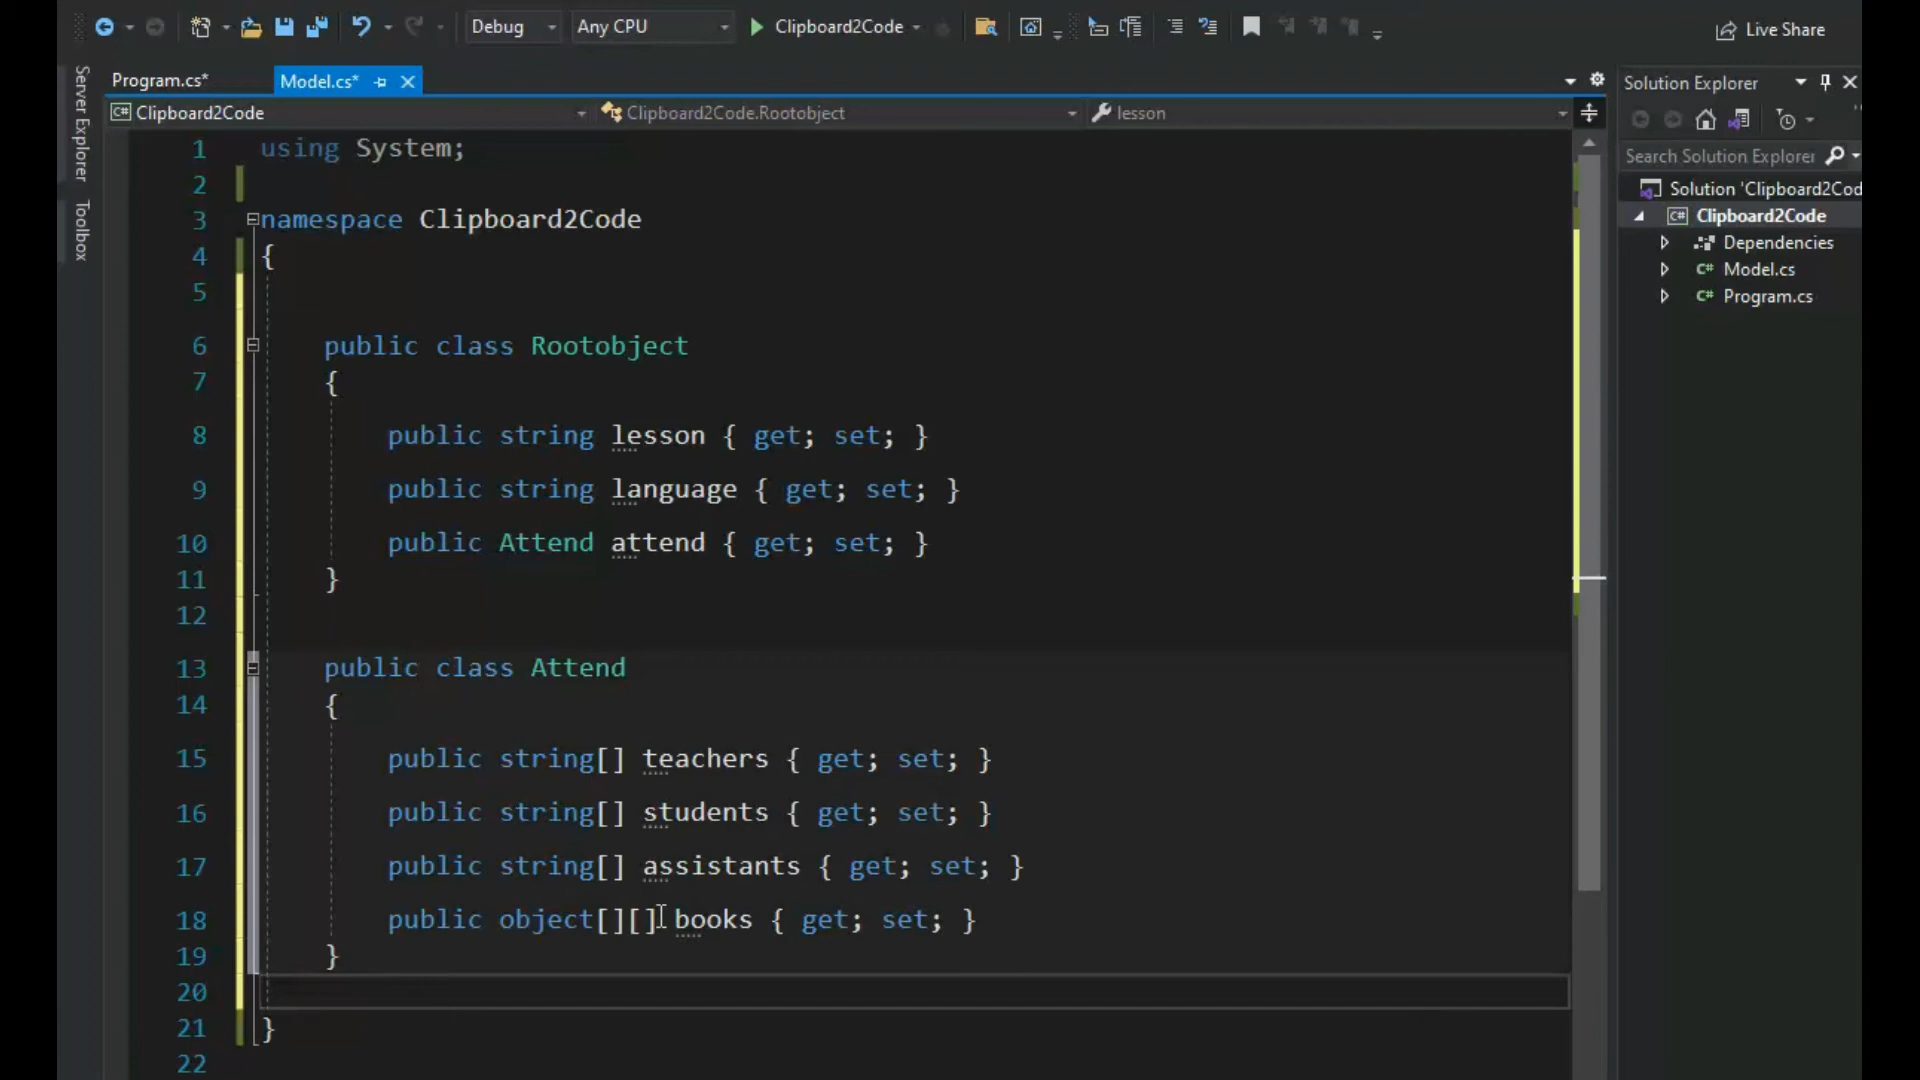 Debug Any CPU Clipboard2Code Live Share
Server Explorer
Toolbox
Program.cs* Model.cs*
Clipboard2Code Clipboard2Code.Rootobject lesson
1 using System;
2
3 namespace Clipboard2Code
4 {
5
6 public class Rootobject
7 {
8 public string lesson { get; set; }
9 public string language { get; set; }
10 public Attend attend { get; set; }
11 }
12
13 public class Attend
14 {
15 public string[] teachers { get; set; }
16 public string[] students { get; set; }
17 public string[] assistants { get; set; }
18 public object[][] books { get; set; }
19 }
20
21 }
22
Solution Explorer
Search Solution Explorer
Solution 'Clipboard2Cod
C# Clipboard2Code
Dependencies
C# Model.cs
C# Program.cs